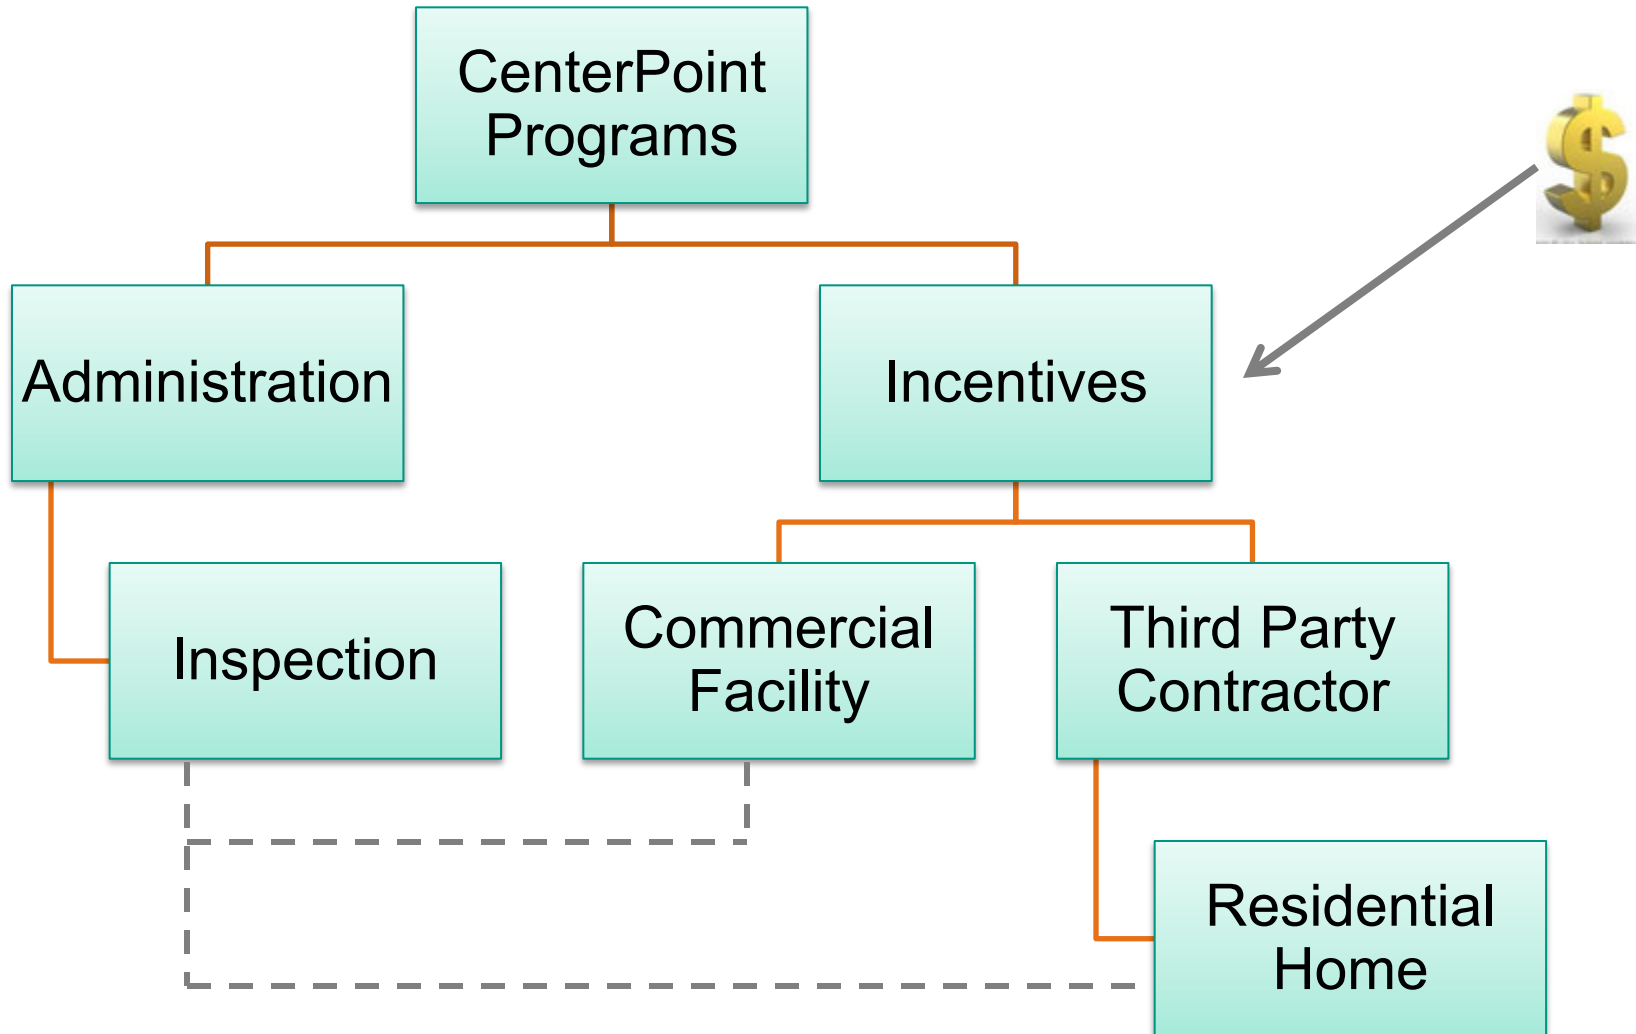 CenterPoint
Programs
Administration
Incentives
Inspection
Commercial
Facility
Third Party
Contractor
Residential
Home